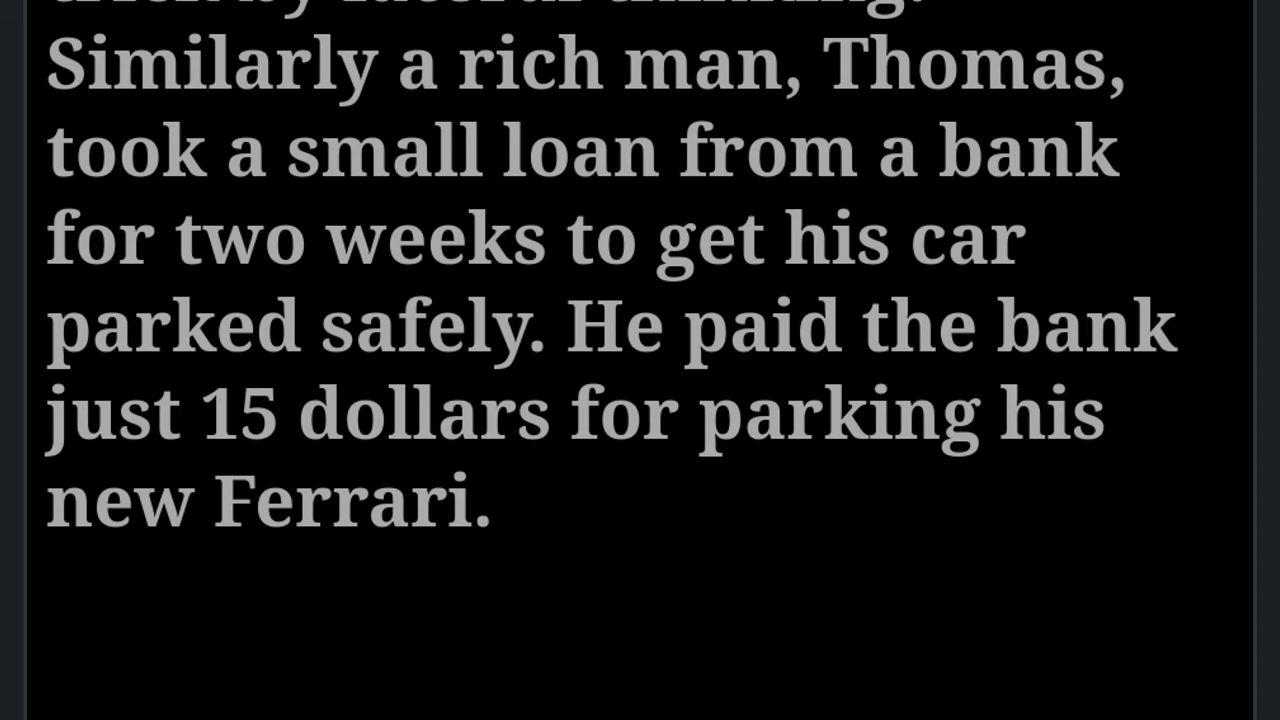 Similarly a rich man, Thomas,
took a small loan from a bank
for two weeks to get his car
parked safely. He paid the bank
just 15 dollars for parking his
new Ferrari.